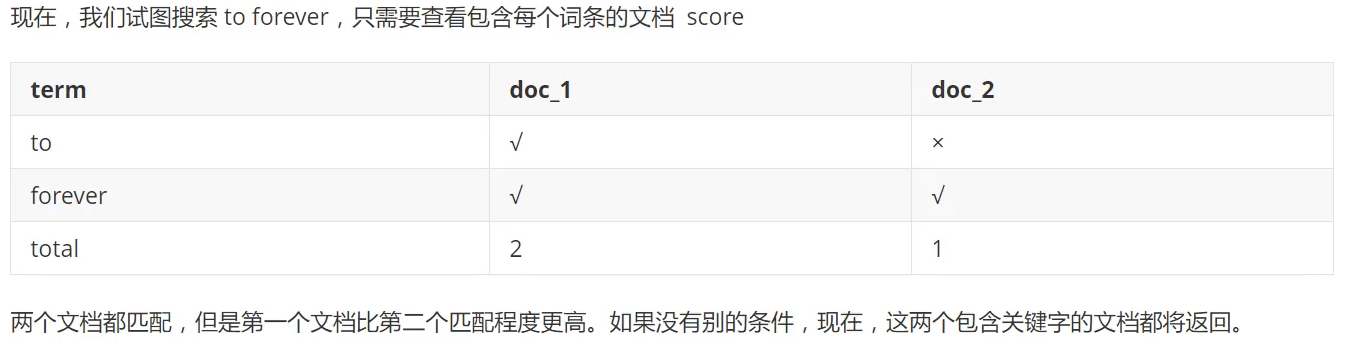 现在，我们试图搜索 to forever，只需要查看包含每个词条的文档 score
term doc_1 doc_2
to √ ×
forever √ √
total 2 1
两个文档都匹配，但是第一个文档比第二个匹配程度更高。如果没有别的条件，现在，这两个包含关键字的文档都将返回。